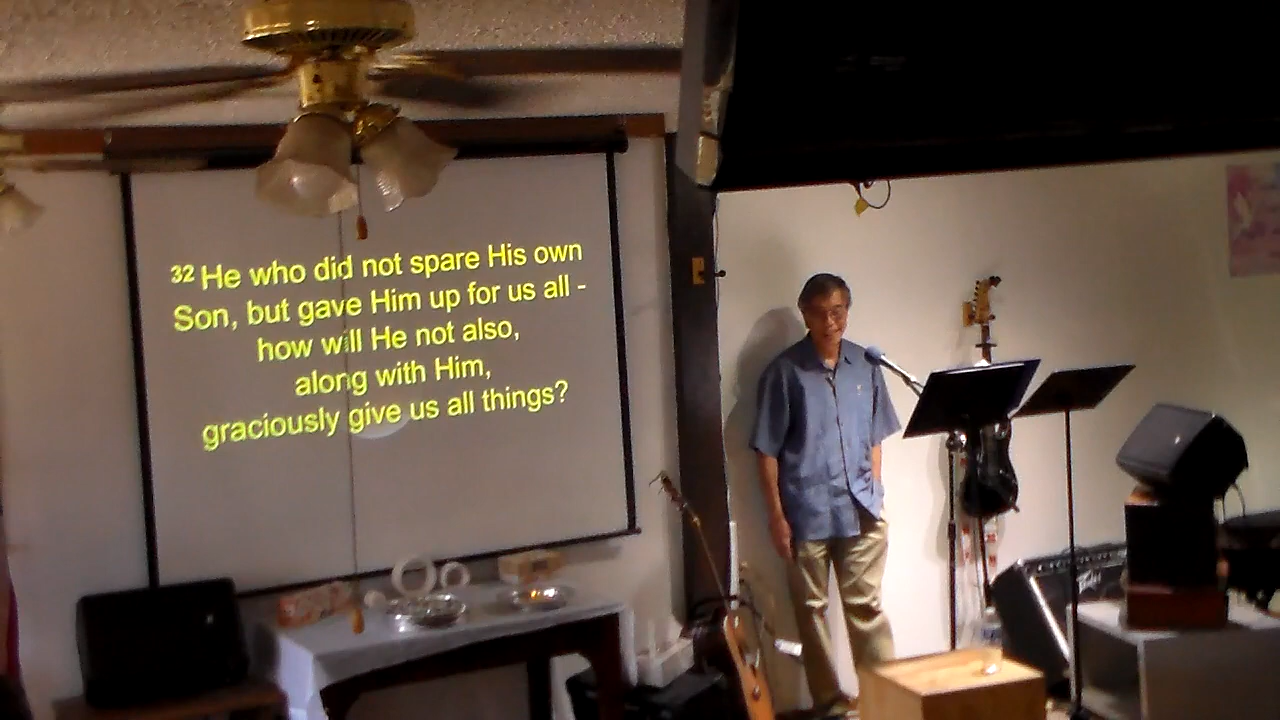 32 He who did not spare His own
Son, but gave Him up for us all -
how will He not also,
along with Him,
graciously give us all things?
Peavey